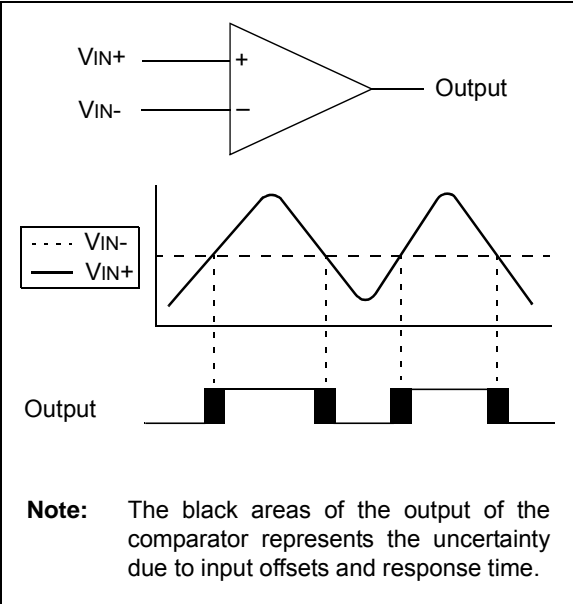 VIN+
+
Output
VIN-
−
VIN-
VIN+
Output
Note: The black areas of the output of the
comparator represents the uncertainty
due to input offsets and response time.